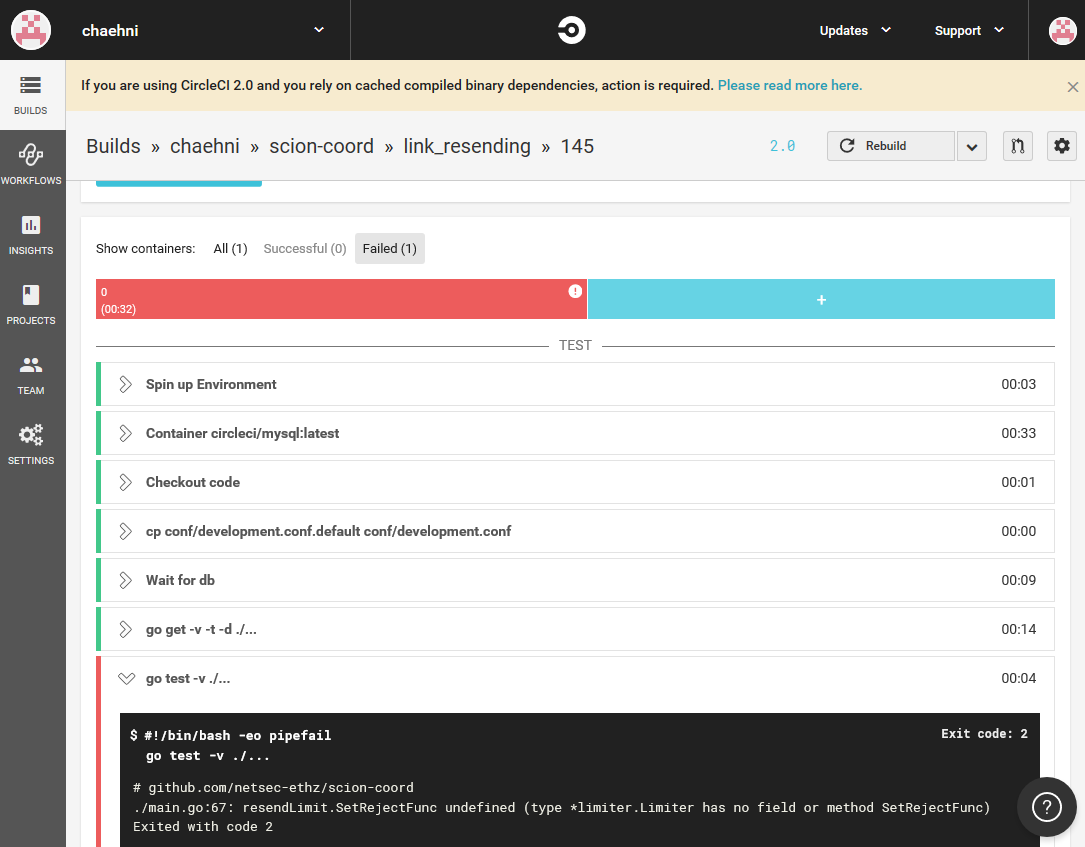 chaehni
Updates
Support
If you are using CircleCI 2.0 and you rely on cached compiled binary dependencies, action is required. Please read more here.
BUILDS
WORKFLOWS
INSIGHTS
PROJECTS
TEAM
SETTINGS
Builds » chaehni » scion-coord » link_resending » 145
2.0
Rebuild
Show containers: All (1) Successful (0) Failed (1)
0
(00:32)
+
TEST
Spin up Environment 00:03
Container circleci/mysql:latest 00:33
Checkout code 00:01
cp conf/development.conf.default conf/development.conf 00:00
Wait for db 00:09
go get -v -t -d ./... 00:14
go test -v ./... 00:04
$ #!/bin/bash -eo pipefail
go test -v ./...
Exit code: 2
# github.com/netsec-ethz/scion-coord
./main.go:67: resendLimit.SetRejectFunc undefined (type *limiter.Limiter has no field or method SetRejectFunc)
Exited with code 2
?